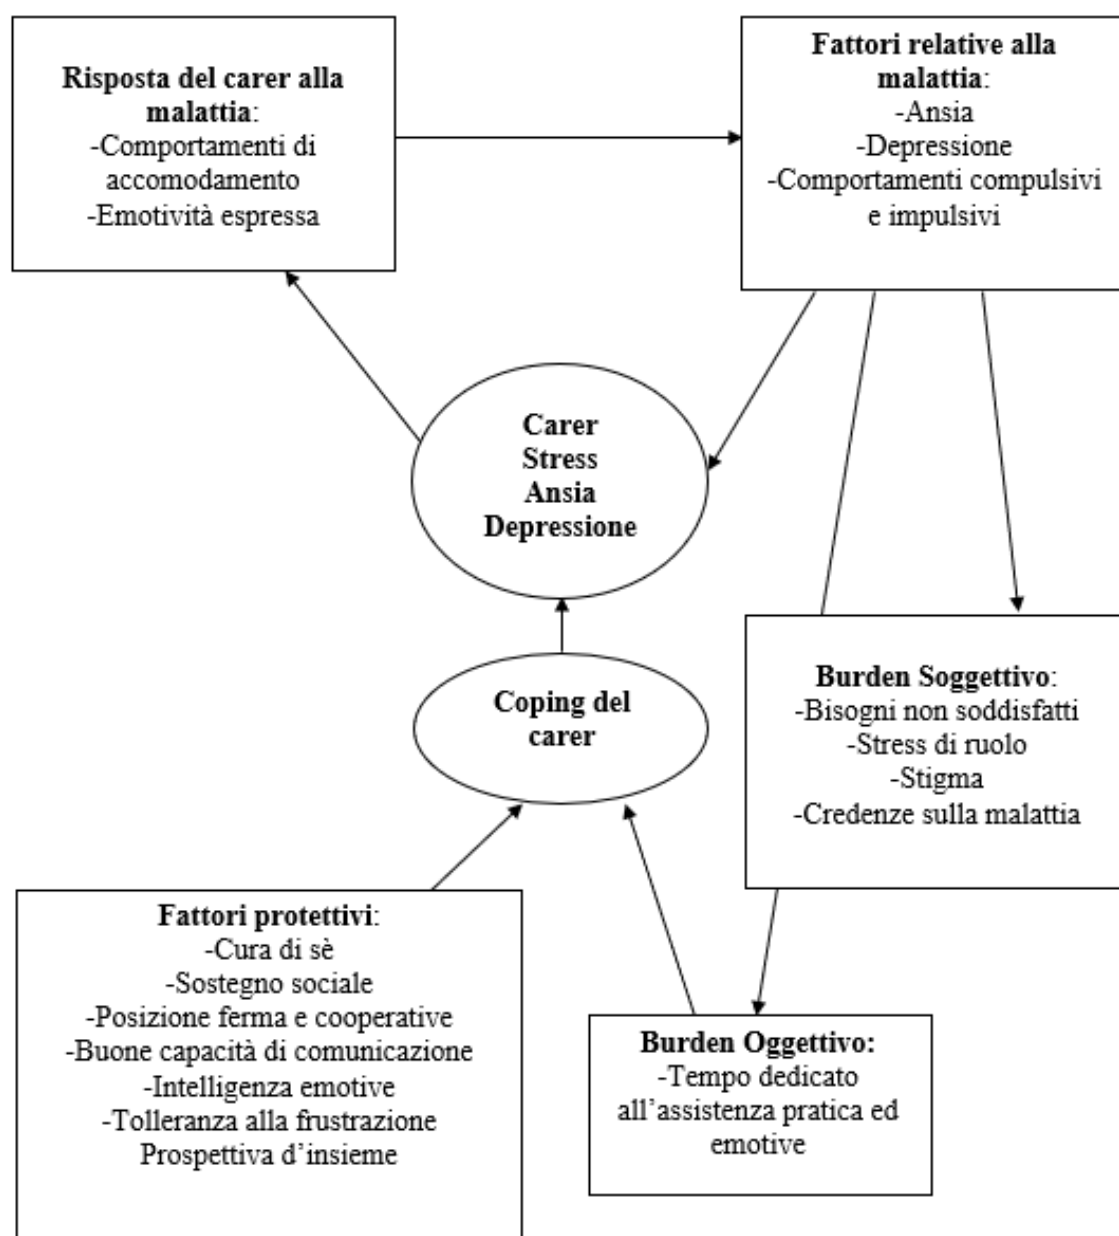 Risposta del carer alla
malattia:
-Comportamenti di
accomodamento
-Emotività espressa
Fattori relative alla
malattia:
-Ansia
-Depressione
-Comportamenti compulsivi
e impulsivi
Carer
Stress
Ansia
Depressione
Coping del
carer
Burden Soggettivo:
-Bisogni non soddisfatti
-Stress di ruolo
-Stigma
-Credenze sulla malattia
Fattori protettivi:
-Cura di sè
-Sostegno sociale
-Posizione ferma e cooperative
-Buone capacità di comunicazione
-Intelligenza emotive
-Tolleranza alla frustrazione
Prospettiva d’insieme
Burden Oggettivo:
-Tempo dedicato
all’assistenza pratica ed
emotive